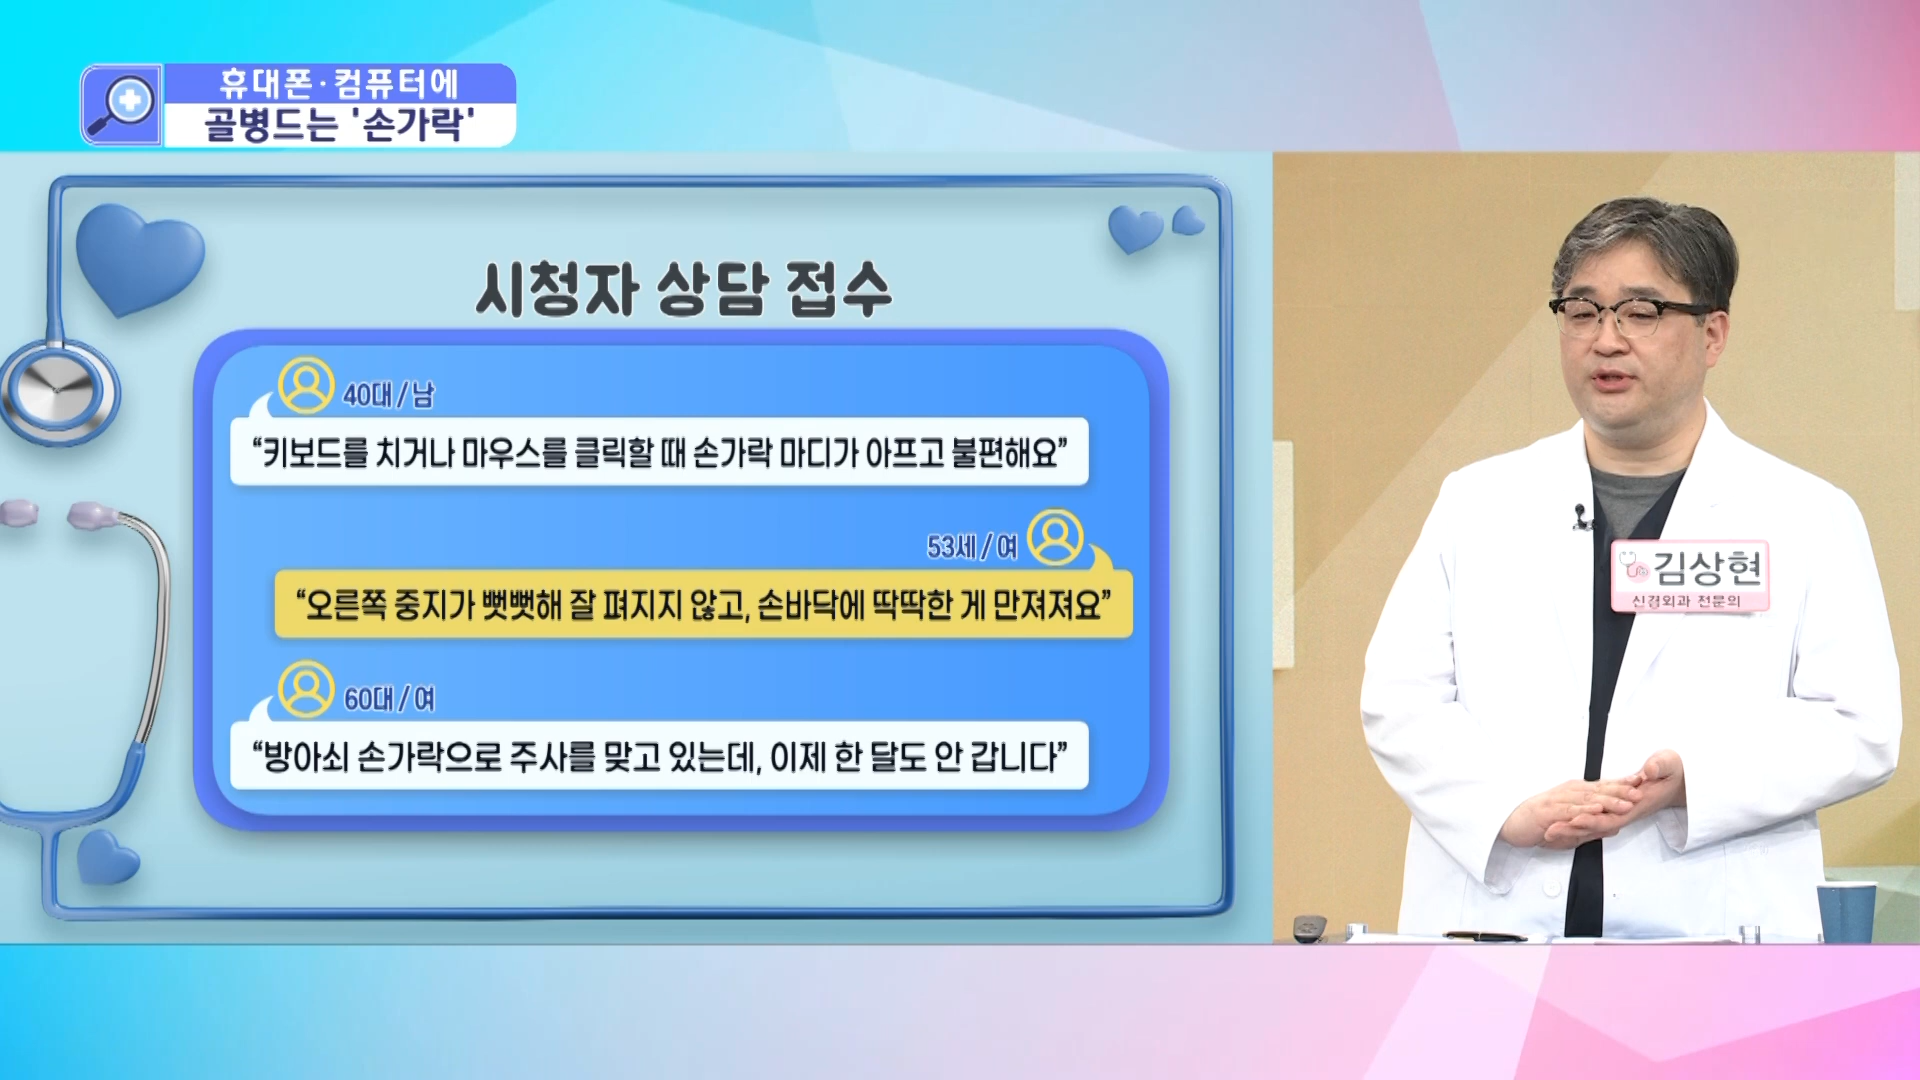 휴대폰·컴퓨터에
골병드는 '손가락'
시청자 상담 접수
40대 / 남
“키보드를 치거나 마우스를 클릭할 때 손가락 마디가 아프고 불편해요”
53세 / 여
“오른쪽 중지가 뻣뻣해 잘 펴지지 않고, 손바닥에 딱딱한 게 만져져요”
60대 / 여
“방아쇠 손가락으로 주사를 맞고 있는데, 이제 한 달도 안 갑니다”
김상현
신경외과 전문의